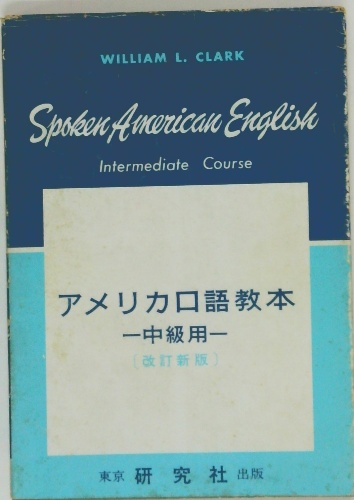 WILLIAM L. CLARK
Spoken American English
Intermediate Course
アメリカ口語教本
ー中級用ー
〔改訂新版〕
東京 研究社 出版